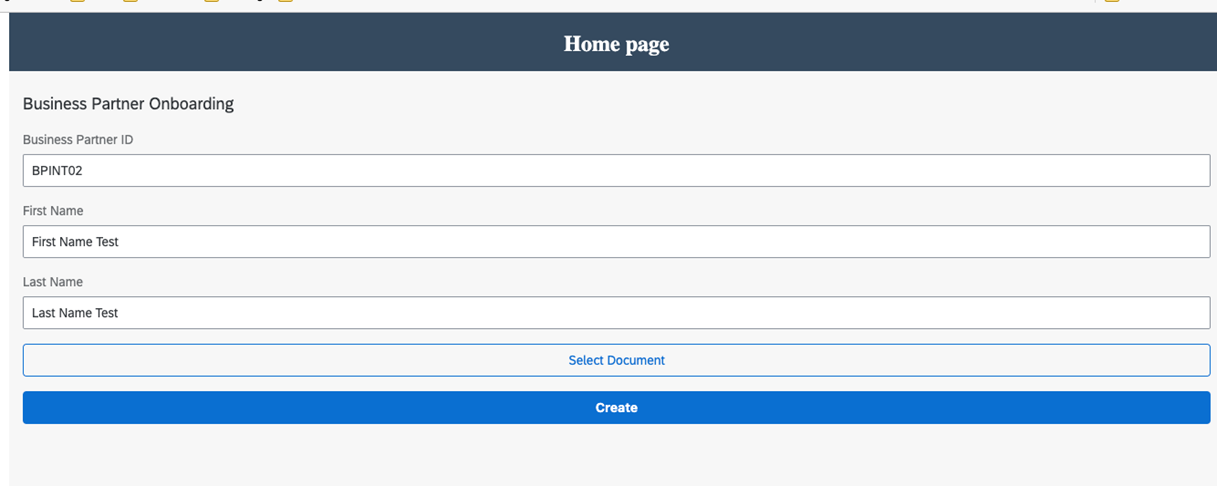 Home page
Business Partner Onboarding
Business Partner ID
BPINT02
First Name
First Name Test
Last Name
Last Name Test
Select Document
Create